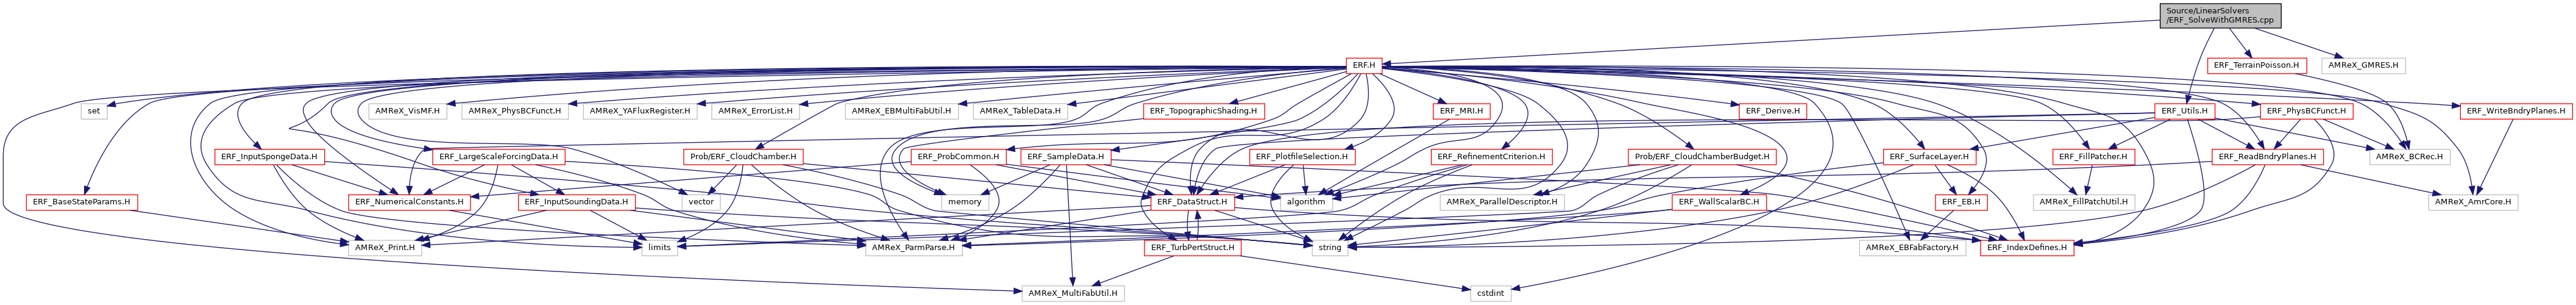 Source/LinearSolvers
/ERF_SolveWithGMRES.cpp
ERF.H
ERF_TerrainPoisson.H
AMReX_GMRES.H
set
AMReX_VisMF.H
AMReX_PhysBCFunct.H
AMReX_YAFluxRegister.H
AMReX_ErrorList.H
AMReX_EBMultiFabUtil.H
AMReX_TableData.H
ERF_TopographicShading.H
ERF_MRI.H
ERF_Derive.H
ERF_Utils.H
ERF_PhysBCFunct.H
ERF_WriteBndryPlanes.H
ERF_InputSpongeData.H
ERF_LargeScaleForcingData.H
Prob/ERF_CloudChamber.H
ERF_ProbCommon.H
ERF_SampleData.H
ERF_PlotfileSelection.H
ERF_RefinementCriterion.H
Prob/ERF_CloudChamberBudget.H
ERF_SurfaceLayer.H
ERF_FillPatcher.H
ERF_ReadBndryPlanes.H
AMReX_BCRec.H
ERF_BaseStateParams.H
ERF_NumericalConstants.H
ERF_InputSoundingData.H
vector
memory
ERF_DataStruct.H
algorithm
AMReX_ParallelDescriptor.H
ERF_WallScalarBC.H
ERF_EB.H
AMReX_FillPatchUtil.H
AMReX_AmrCore.H
AMReX_Print.H
limits
AMReX_ParmParse.H
ERF_TurbPertStruct.H
string
AMReX_EBFabFactory.H
ERF_IndexDefines.H
AMReX_MultiFabUtil.H
cstdint